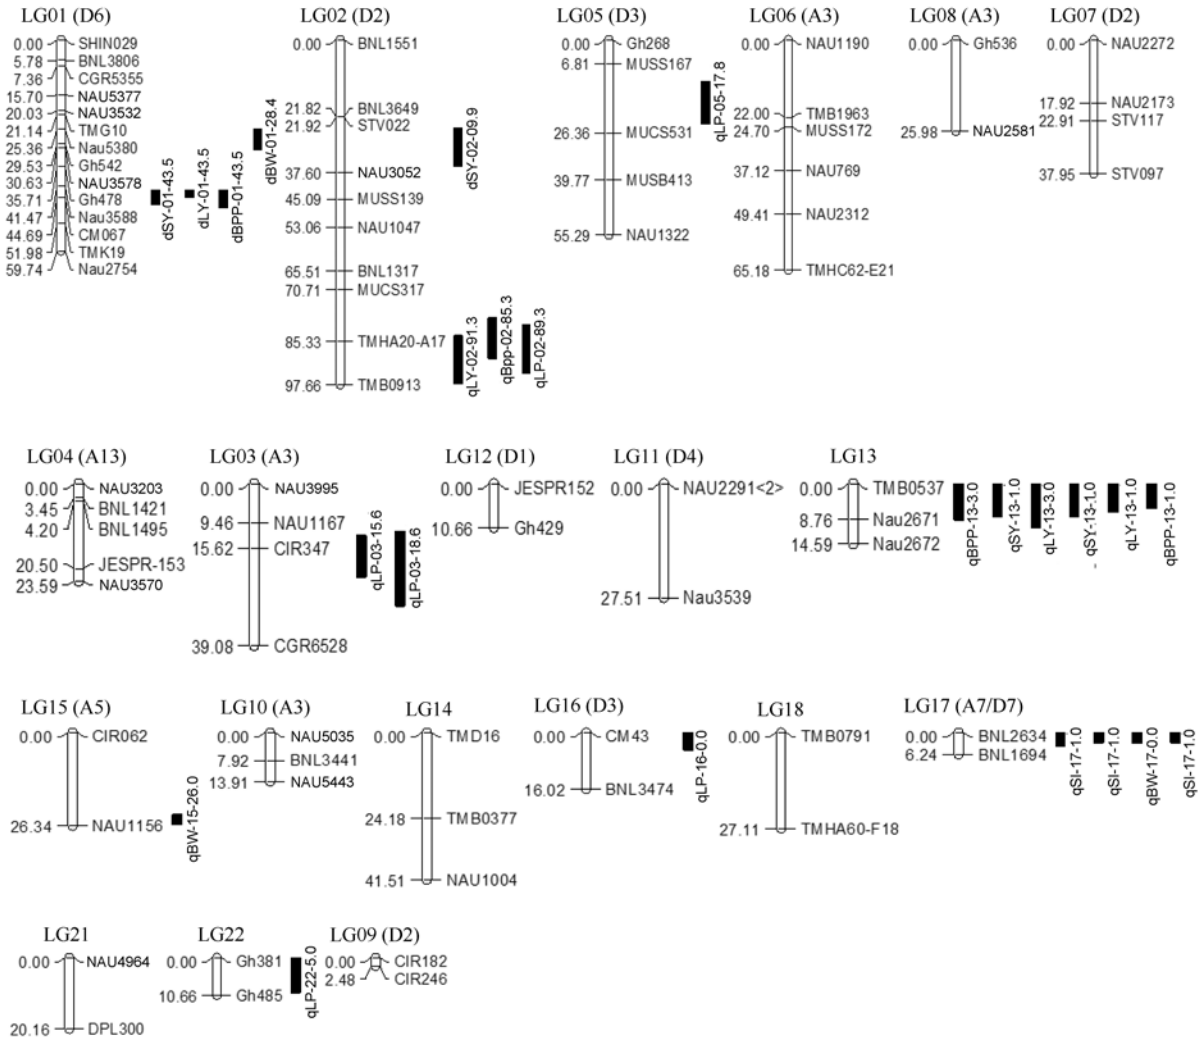 LG01 (D6)
0.00 SHIN029
5.78 BNL3806
7.36 CGR5355
15.70 NAU5377
20.03 NAU3532
21.14 TMG10
25.36 Nau5380
29.53 Gh542
30.63 NAU3578
35.71 Gh478
41.47 Nau3588
44.69 CM067
51.98 TMK19
59.74 Nau2754
dSY-01-43.5
dLY-01-43.5
dBPP-01-43.5
dBW-01-28.4
LG02 (D2)
0.00 BNL1551
21.82 BNL3649
21.92 STV022
37.60 NAU3052
45.09 MUSS139
53.06 NAU1047
65.51 BNL1317
70.71 MUCS317
85.33 TMHA20-A17
97.66 TMB0913
dSY-02-09.9
qLY-02-91.3
qBpp-02-85.3
qLP-02-89.3
LG05 (D3)
0.00 Gh268
6.81 MUSS167
26.36 MUCS531
39.77 MUSB413
55.29 NAU1322
qLP-05-17.8
LG06 (A3)
0.00 NAU1190
22.00 TMB1963
24.70 MUSS172
37.12 NAU769
49.41 NAU2312
65.18 TMHC62-E21
LG08 (A3)
0.00 Gh536
25.98 NAU2581
LG07 (D2)
0.00 NAU2272
17.92 NAU2173
22.91 STV117
37.95 STV097
LG04 (A13)
0.00 NAU3203
3.45 BNL1421
4.20 BNL1495
20.50 JESPR-153
23.59 NAU3570
LG03 (A3)
0.00 NAU3995
9.46 NAU1167
15.62 CIR347
39.08 CGR6528
qLP-03-15.6
qLP-03-18.6
LG12 (D1)
0.00 JESPR152
10.66 Gh429
LG11 (D4)
0.00 NAU2291<2>
27.51 Nau3539
LG13
0.00 TMB0537
8.76 Nau2671
14.59 Nau2672
qBPP-13-3.0
qSY-13-1.0
qLY-13-3.0
qSY-13-1.0
qLY-13-1.0
qBPP-13-1.0
LG15 (A5)
0.00 CIR062
26.34 NAU1156
qBW-15-26.0
LG10 (A3)
0.00 NAU5035
7.92 BNL3441
13.91 NAU5443
LG14
0.00 TMD16
24.18 TMB0377
41.51 NAU1004
LG16 (D3)
0.00 CM43
16.02 BNL3474
qLP-16-0.0
LG18
0.00 TMB0791
27.11 TMHA60-F18
LG17 (A7/D7)
0.00 BNL2634
6.24 BNL1694
qSI-17-1.0
qSI-17-1.0
qBW-17-0.0
qSI-17-1.0
LG21
0.00 NAU4964
20.16 DPL300
LG22
0.00 Gh381
10.66 Gh485
qLP-22-5.0
LG09 (D2)
0.00 CIR182
2.48 CIR246